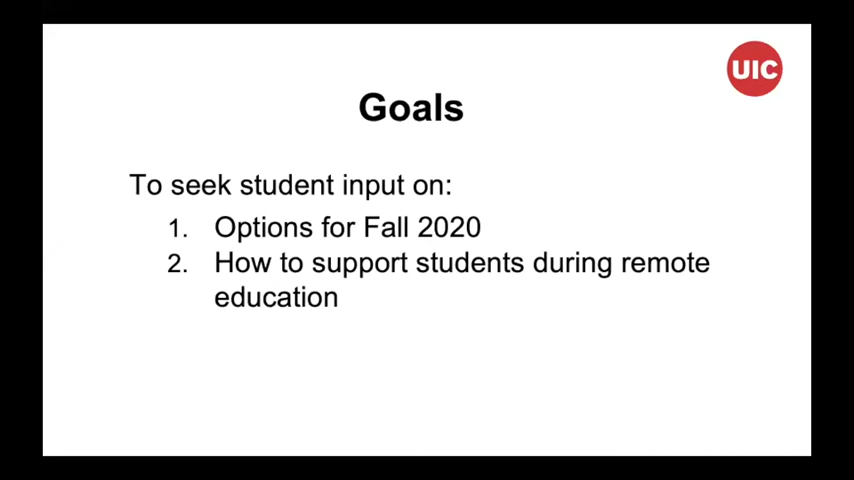 UIC
Goals
To seek student input on:
1. Options for Fall 2020
2. How to support students during remote
education